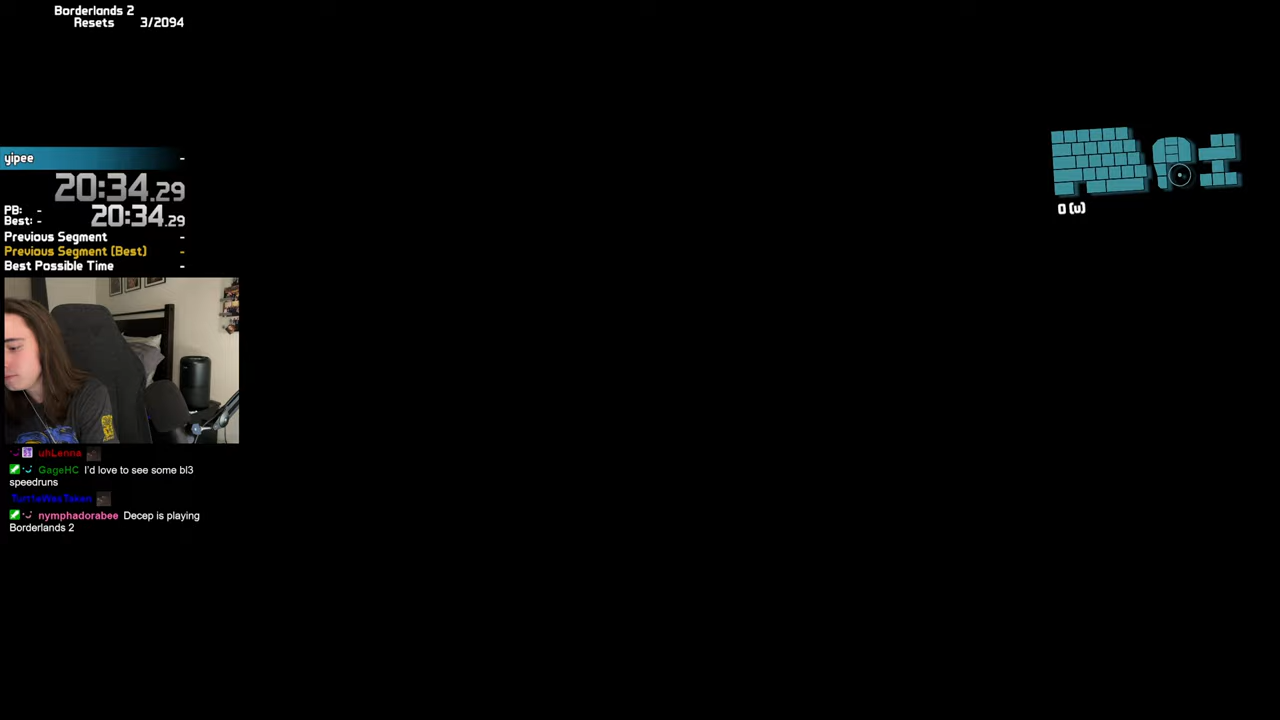 Borderlands 2
Resets 3/2094
yipee -
20:34.29
PB: -
20:34.29
Best: -
Previous Segment -
Previous Segment (Best) -
Best Possible Time -
0 (u)
uhLenna
GageHC I'd love to see some bl3
speedruns
TurtleWasTaken
nymphadorabee Decep is playing
Borderlands 2